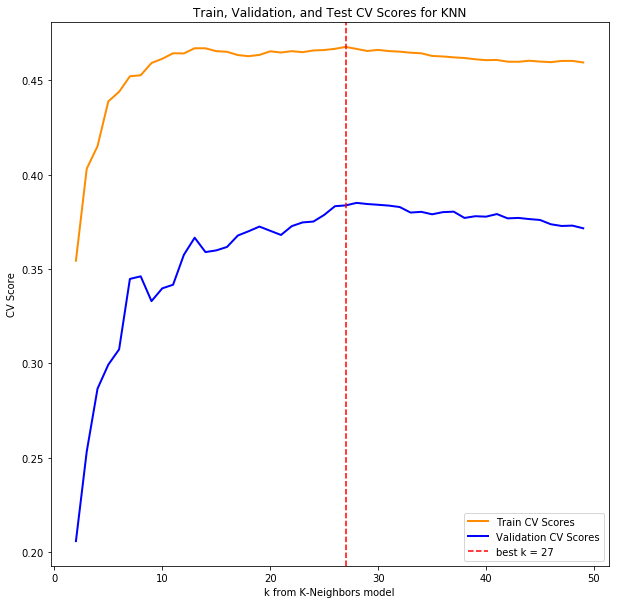 Train, Validation, and Test CV Scores for KNN
CV Score
0.45
0.40
0.35
0.30
0.25
0.20
0 10 20 30 40 50
k from K-Neighbors model
Train CV Scores
Validation CV Scores
best k = 27